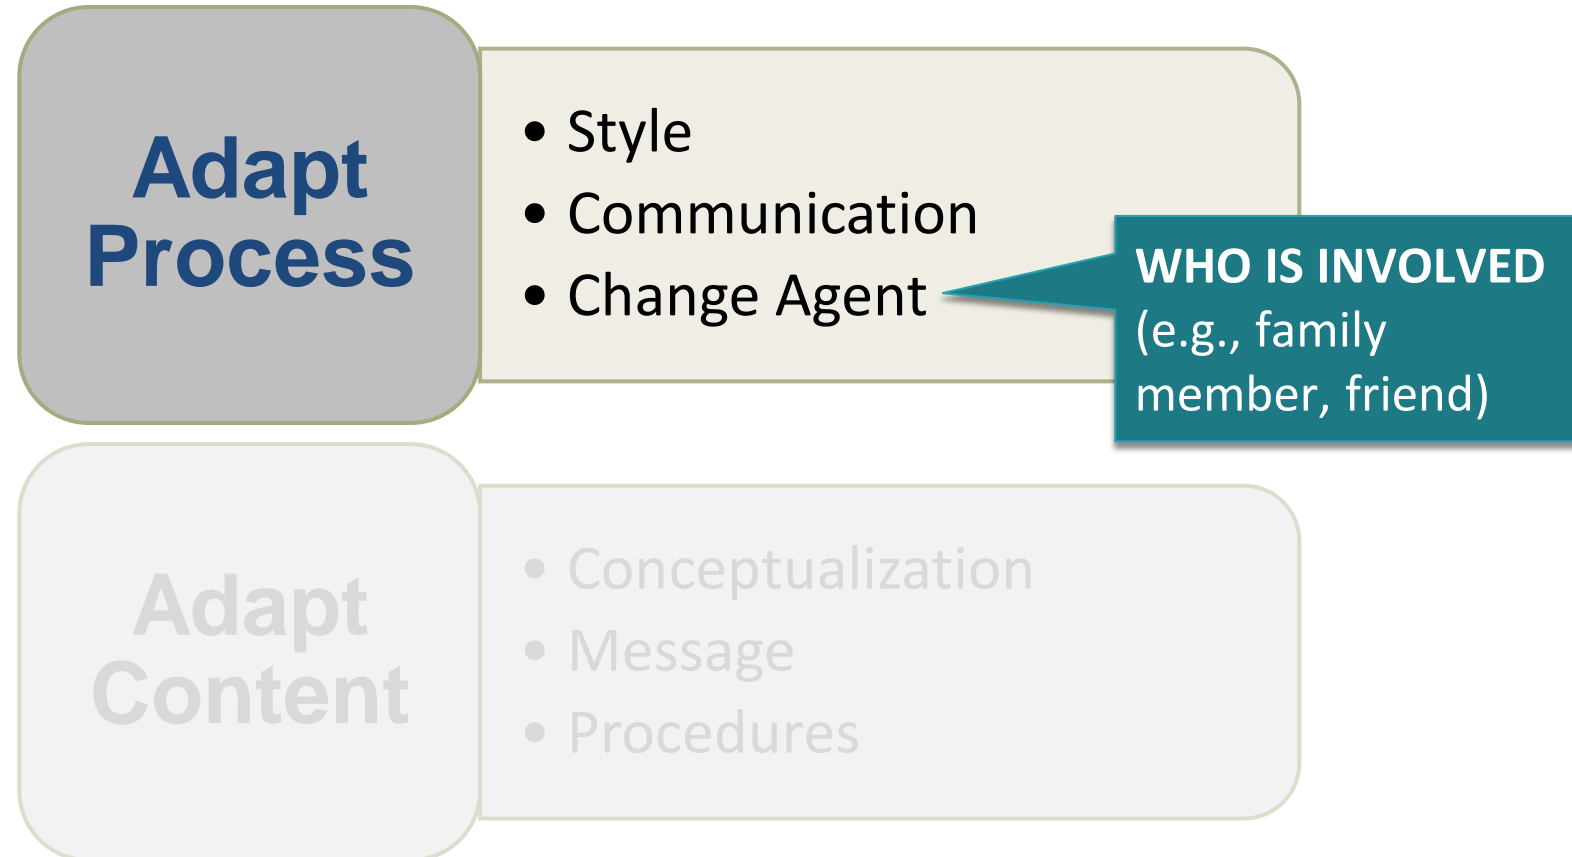 Adapt
Process
• Style
• Communication
• Change Agent
WHO IS INVOLVED
(e.g., family
member, friend)
Adapt
Content
• Conceptualization
• Message
• Procedures